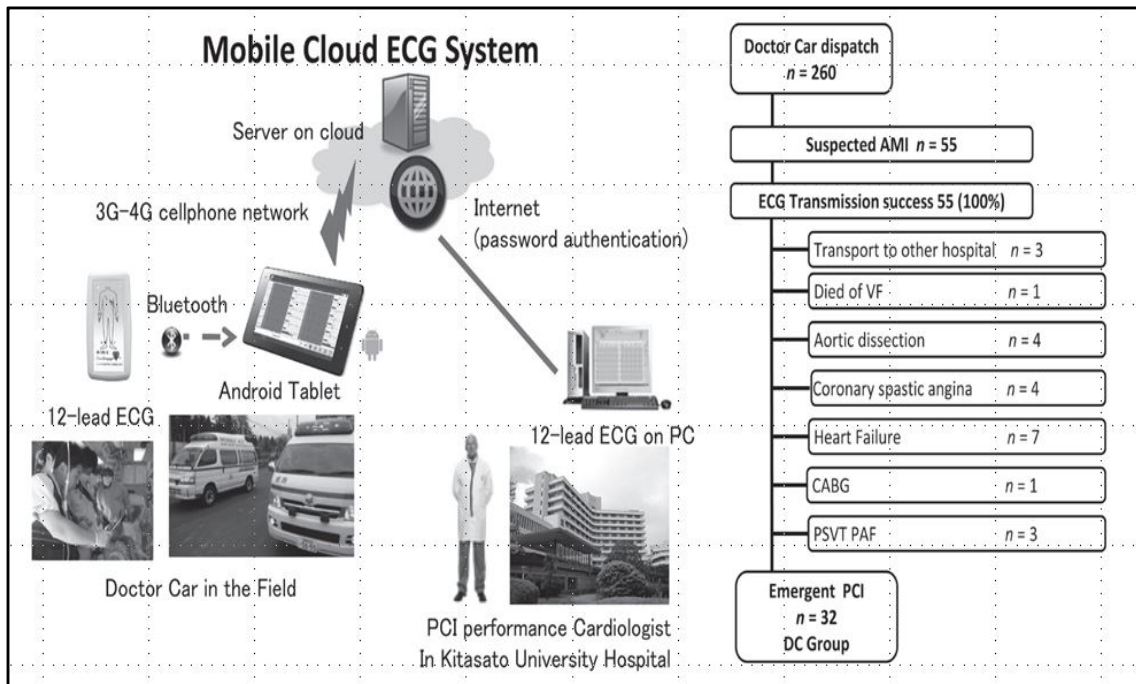 Mobile Cloud ECG System
Server on cloud
3G-4G cellphone network
Internet
(password authentication)
Bluetooth
Android Tablet
12-lead ECG
12-lead ECG on PC
Doctor Car in the Field
PCI performance Cardiologist
In Kitasato University Hospital
Doctor Car dispatch
n = 260
Suspected AMI n = 55
ECG Transmission success 55 (100%)
Transport to other hospital n = 3
Died of VF n = 1
Aortic dissection n = 4
Coronary spastic angina n = 4
Heart Failure n = 7
CABG n = 1
PSVT PAF n = 3
Emergent PCI
n = 32
DC Group